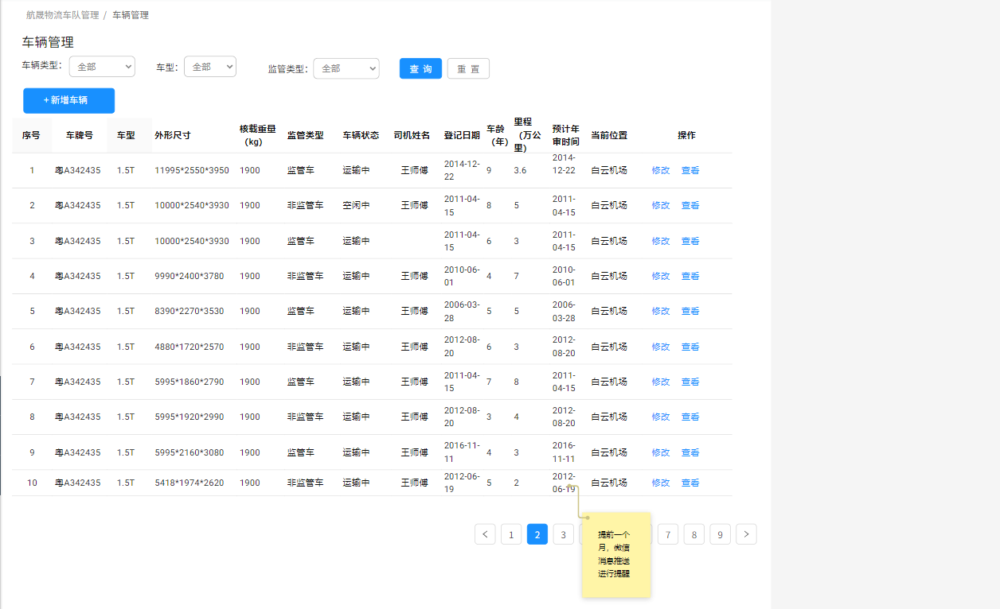 航晟物流车队管理 / 车辆管理
车辆管理
车辆类型： 全部 车型： 全部 监管类型： 全部 查 询 重 置
+ 新增车辆
序号 车牌号 车型 外形尺寸 核载重量（kg） 监管类型 车辆状态 司机姓名 登记日期 车龄（年） 里程（万公里） 预计年审时间 当前位置 操作
1 粤A342435 1.5T 11995*2550*3950 1900 监管车 运输中 王师傅 2014-12-22 9 3.6 2014-12-22 白云机场 修改 查看
2 粤A342435 1.5T 10000*2540*3930 1900 非监管车 空闲中 王师傅 2011-04-15 8 5 2011-04-15 白云机场 修改 查看
3 粤A342435 1.5T 10000*2540*3930 1900 监管车 运输中 2011-04-15 6 3 2011-04-15 白云机场 修改 查看
4 粤A342435 1.5T 9990*2400*3780 1900 非监管车 运输中 王师傅 2010-06-01 4 7 2010-06-01 白云机场 修改 查看
5 粤A342435 1.5T 8390*2270*3530 1900 监管车 运输中 王师傅 2006-03-28 5 5 2006-03-28 白云机场 修改 查看
6 粤A342435 1.5T 4880*1720*2570 1900 非监管车 运输中 王师傅 2012-08-20 6 3 2012-08-20 白云机场 修改 查看
7 粤A342435 1.5T 5995*1860*2790 1900 监管车 运输中 王师傅 2011-04-15 7 8 2011-04-15 白云机场 修改 查看
8 粤A342435 1.5T 5995*1920*2990 1900 非监管车 运输中 王师傅 2012-08-20 3 4 2012-08-20 白云机场 修改 查看
9 粤A342435 1.5T 5995*2160*3080 1900 监管车 运输中 王师傅 2016-11-11 4 3 2016-11-11 白云机场 修改 查看
10 粤A342435 1.5T 5418*1974*2620 1900 非监管车 运输中 王师傅 2012-06-19 5 2 2012-06-19 白云机场 修改 查看
< 1 2 3 7 8 9 >
提前一个
月，微信
消息推送
进行提醒